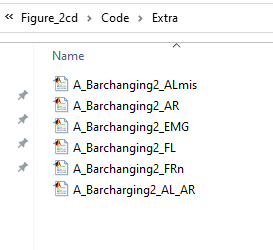 « Figure_2cd > Code > Extra
Name
A_Barchanging2_ALmis
A_Barchanging2_AR
A_Barchanging2_EMG
A_Barchanging2_FL
A_Barchanging2_FRn
A_Barcharging2_AL_AR